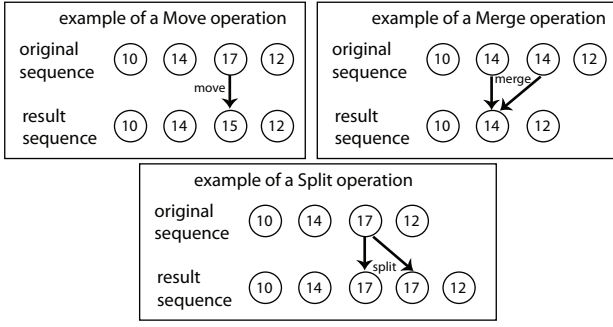 example of a Move operation
original sequence
10 14 17 12
move
result sequence
10 14 15 12
example of a Merge operation
original sequence
10 14 14 12
merge
result sequence
10 14 12
example of a Split operation
original sequence
10 14 17 12
split
result sequence
10 14 17 17 12